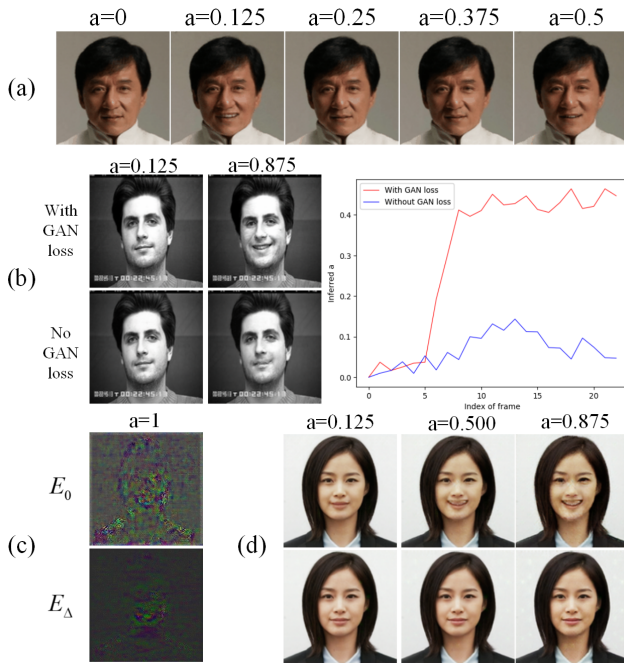 a=0 a=0.125 a=0.25 a=0.375 a=0.5
(a)
a=0.125 a=0.875
With
GAN
loss
(b)
No
GAN
loss
With GAN loss
Without GAN loss
Inferred a
0.4
0.3
0.2
0.1
0.0
0 5 10 15 20
Index of frame
a=1
E₀
(c)
E_Δ
a=0.125 a=0.500 a=0.875
(d)